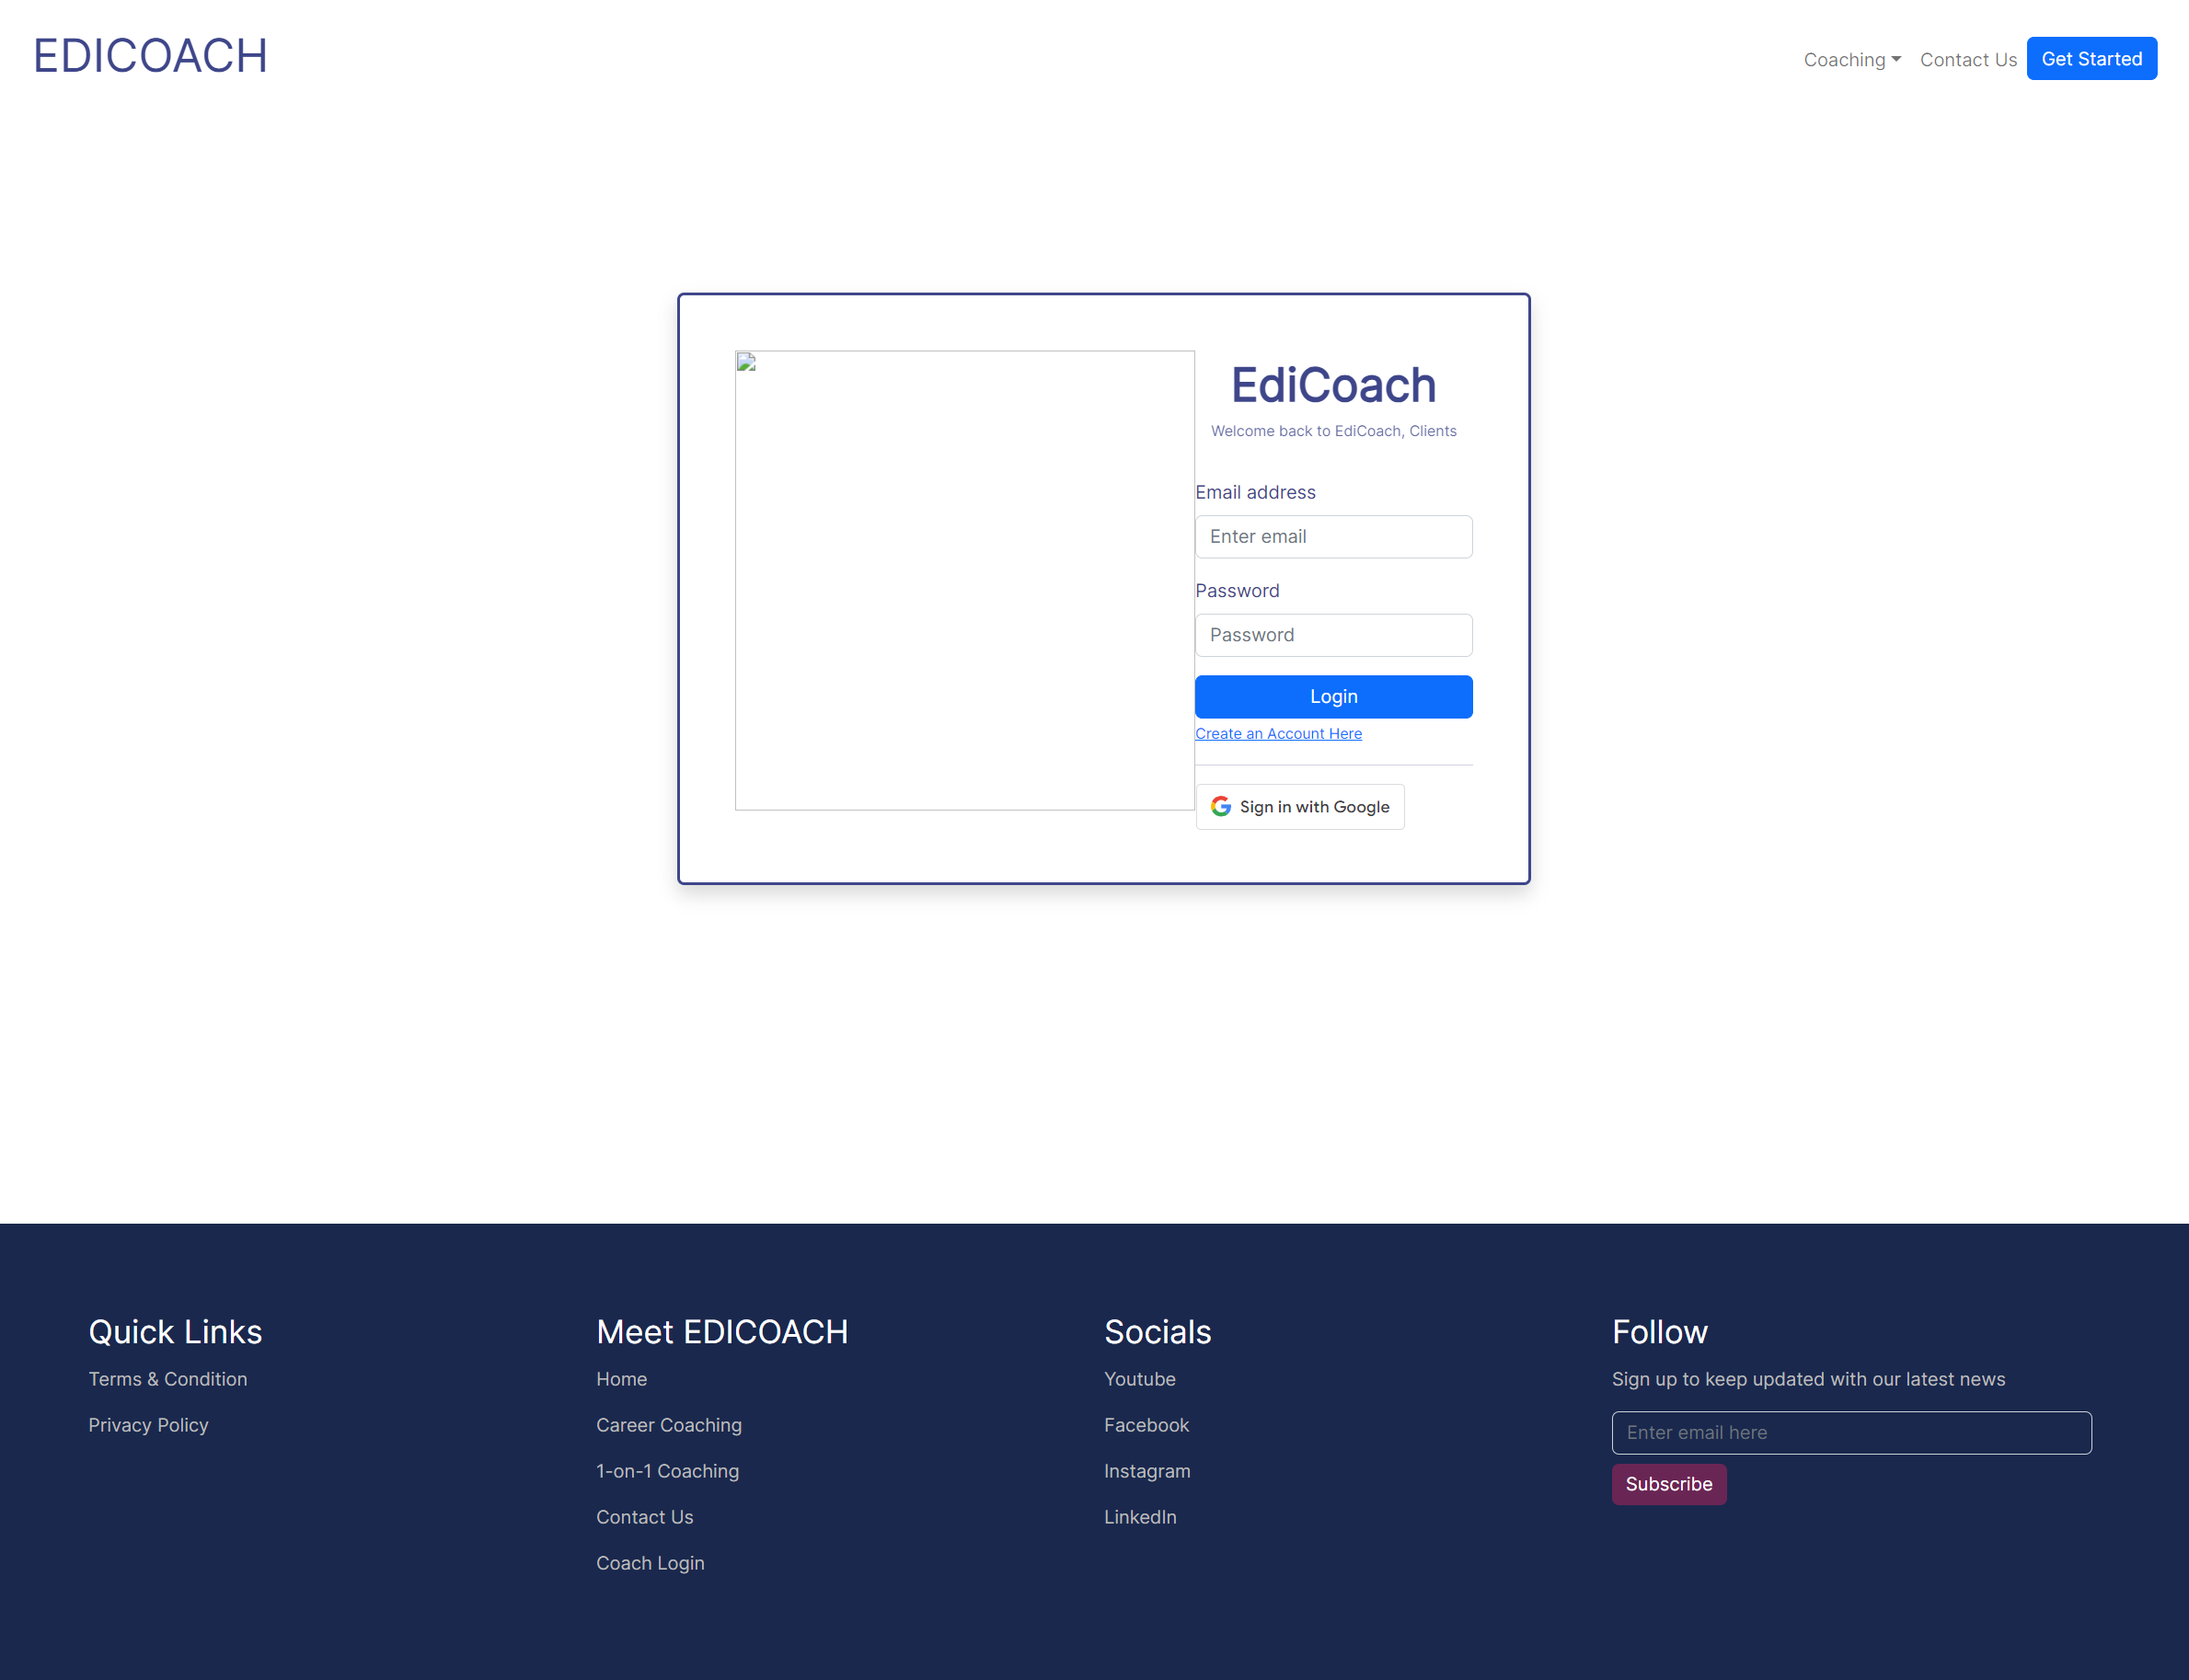 EDICOACH
Coaching
Contact Us
Get Started
EdiCoach
Welcome back to EdiCoach, Clients
Email address
Enter email
Password
Password
Login
Create an Account Here
Sign in with Google
Quick Links
Terms & Condition
Privacy Policy
Meet EDICOACH
Home
Career Coaching
1-on-1 Coaching
Contact Us
Coach Login
Socials
Youtube
Facebook
Instagram
LinkedIn
Follow
Sign up to keep updated with our latest news
Enter email here
Subscribe